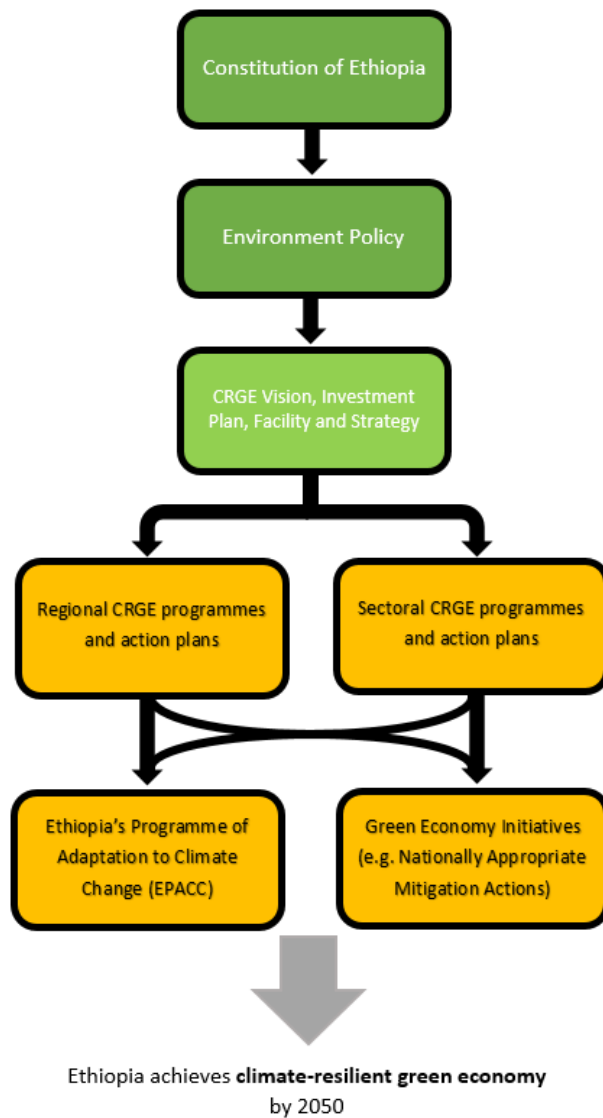 Constitution of Ethiopia
Environment Policy
CRGE Vision, Investment
Plan, Facility and Strategy
Regional CRGE programmes
and action plans
Sectoral CRGE programmes
and action plans
Ethiopia's Programme of
Adaptation to Climate
Change (EPACC)
Green Economy Initiatives
(e.g. Nationally Appropriate
Mitigation Actions)
Ethiopia achieves climate-resilient green economy
by 2050